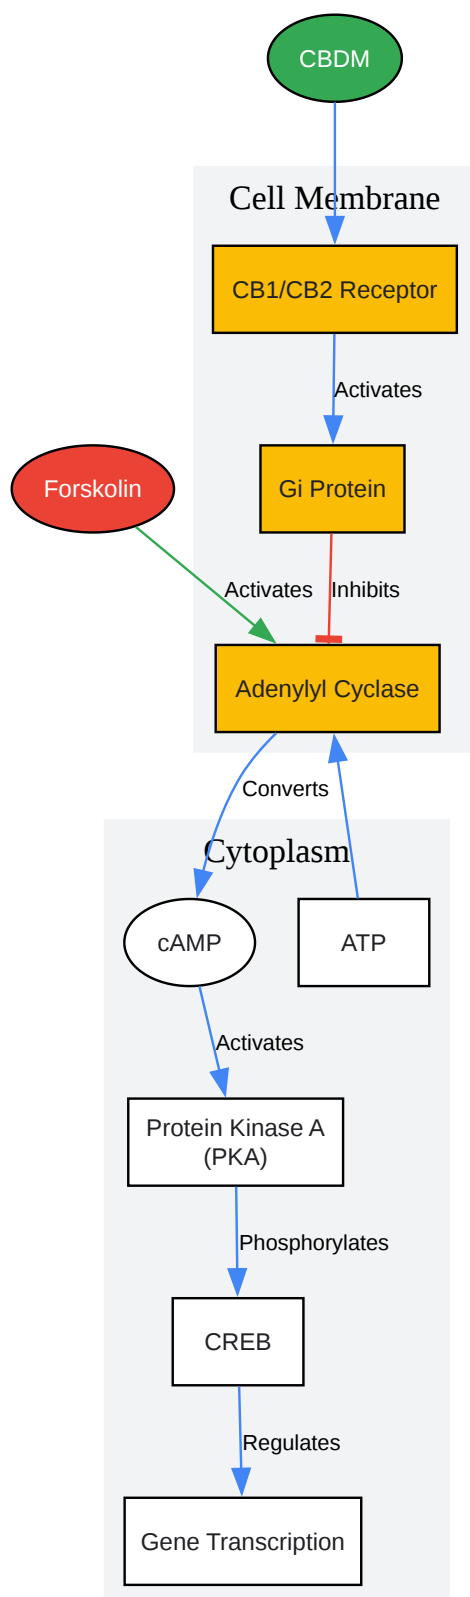 CBDM
Cell Membrane
CB1/CB2 Receptor
Activates
Forskolin
Gi Protein
Activates
Inhibits
Adenylyl Cyclase
Converts
Cytoplasm
cAMP
ATP
Activates
Protein Kinase A
(PKA)
Phosphorylates
CREB
Regulates
Gene Transcription